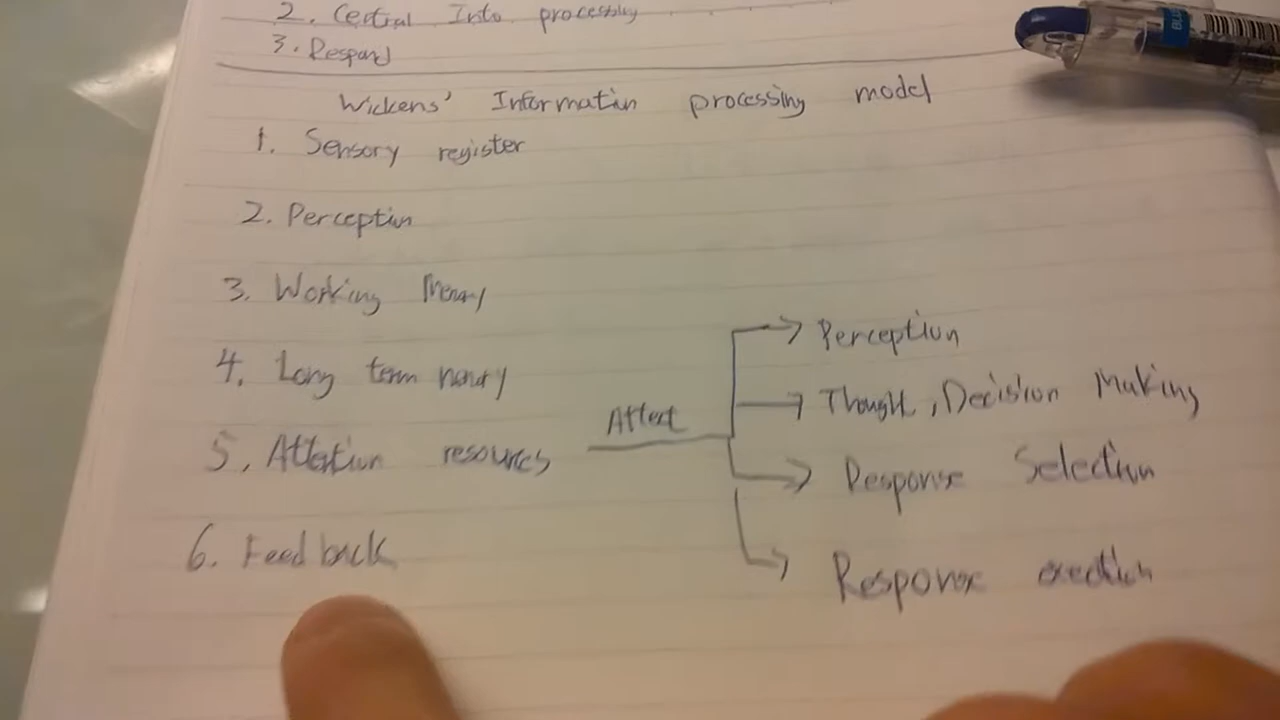 2. Central Info processing
3. Respond
Wickens' Information processing model
1. Sensory register
2. Perception
3. Working Memory
4. Long term memory
5. Attention resources
6. Feed back
Affect
Perception
Thought, Decision Making
Response Selection
Response exection